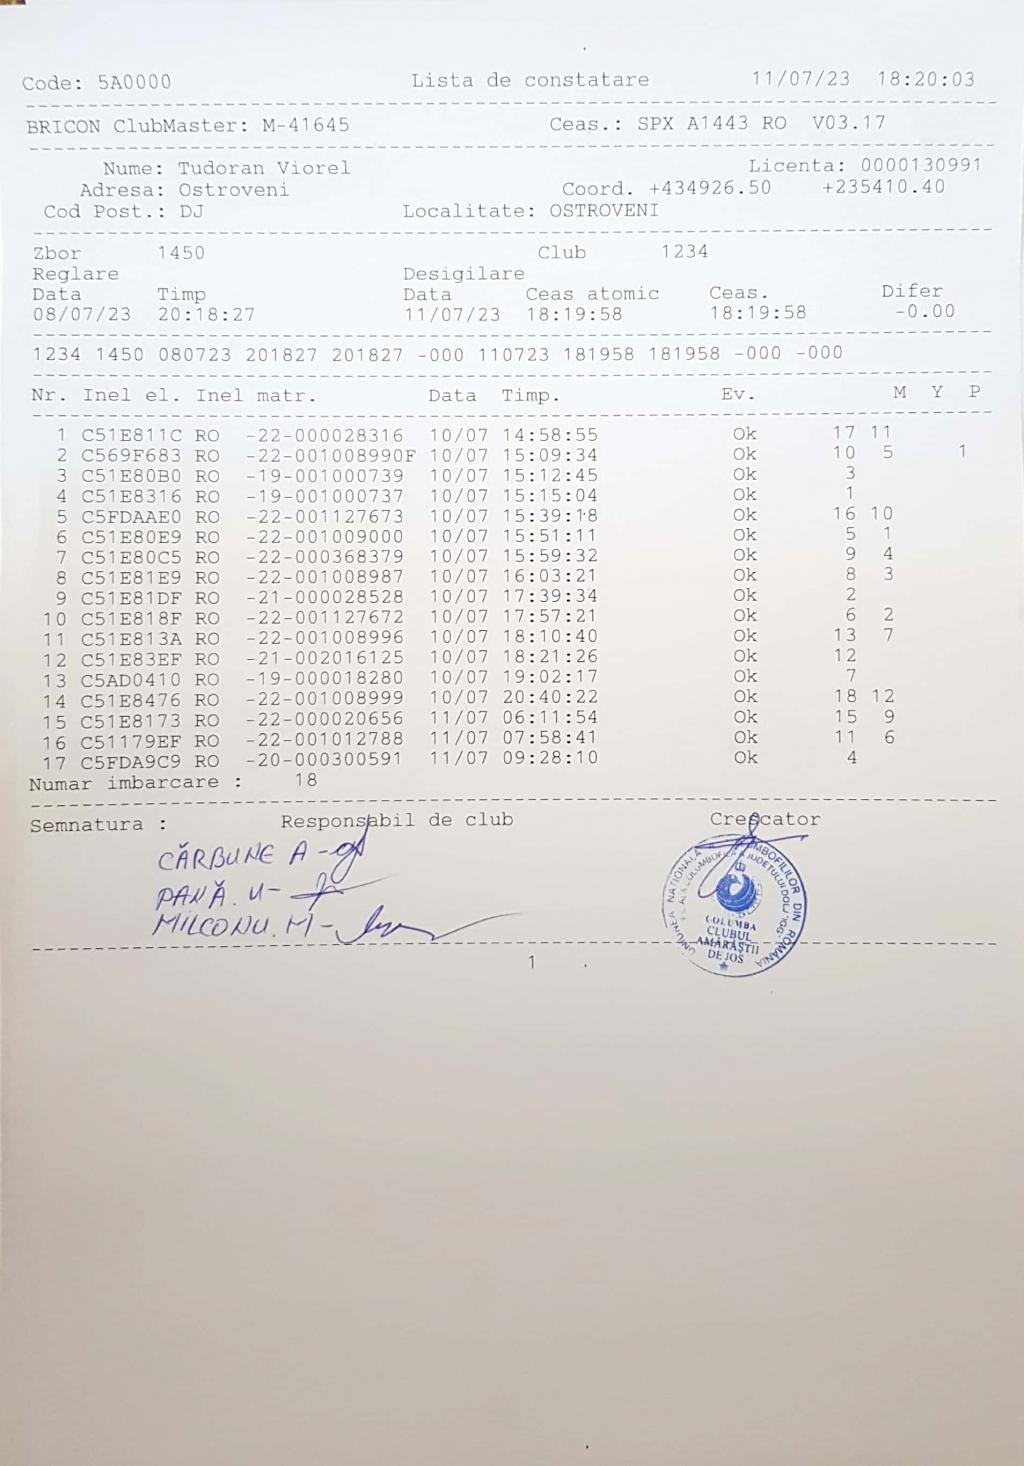 Code: 5A0000 Lista de constatare 11/07/23 18:20:03
BRICON ClubMaster: M-41645 Ceas.: SPX A1443 RO V03.17
Nume: Tudoran Viorel Licenta: 0000130991
Adresa: Ostroveni Coord. +434926.50 +235410.40
Cod Post.: DJ Localitate: OSTROVENI
Zbor 1450 Club 1234
Reglare Desigilare
Data Timp Data Ceas atomic Ceas. Difer
08/07/23 20:18:27 11/07/23 18:19:58 18:19:58 -0.00
1234 1450 080723 201827 201827 -000 110723 181958 181958 -000 -000
Nr. Inel el. Inel matr. Data Timp. Ev. M Y P
1 C51E811C RO -22-000028316 10/07 14:58:55 Ok 17 11
2 C569F683 RO -22-001008990F 10/07 15:09:34 Ok 10 5 1
3 C51E80B0 RO -19-001000739 10/07 15:12:45 Ok 3
4 C51E8316 RO -19-001000737 10/07 15:15:04 Ok 1
5 C5FDAAE0 RO -22-001127673 10/07 15:39:18 Ok 16 10
6 C51E80E9 RO -22-001009000 10/07 15:51:11 Ok 5 1
7 C51E80C5 RO -22-000368379 10/07 15:59:32 Ok 9 4
8 C51E81E9 RO -22-001008987 10/07 16:03:21 Ok 8 3
9 C51E81DF RO -21-000028528 10/07 17:39:34 Ok 2
10 C51E818F RO -22-001127672 10/07 17:57:21 Ok 6 2
11 C51E813A RO -22-001008996 10/07 18:10:40 Ok 13 7
12 C51E83EF RO -21-002016125 10/07 18:21:26 Ok 12
13 C5AD0410 RO -19-000018280 10/07 19:02:17 Ok 7
14 C51E8476 RO -22-001008999 10/07 20:40:22 Ok 18 12
15 C51E8173 RO -22-000020656 11/07 06:11:54 Ok 15 9
16 C51179EF RO -22-001012788 11/07 07:58:41 Ok 11 6
17 C5FDA9C9 RO -20-000300591 11/07 09:28:10 Ok 4
Numar imbarcare : 18
Semnatura : Responsabil de club Crescator
CĂRBUNE A -
PANĂ. U -
MILCONU. M -
UNIUNEA NATIONALA A COLUMBOFILILOR DIN ROMANIA
COLUMBA
CLUBUL
AMĂRĂȘTII
DE JOS
1